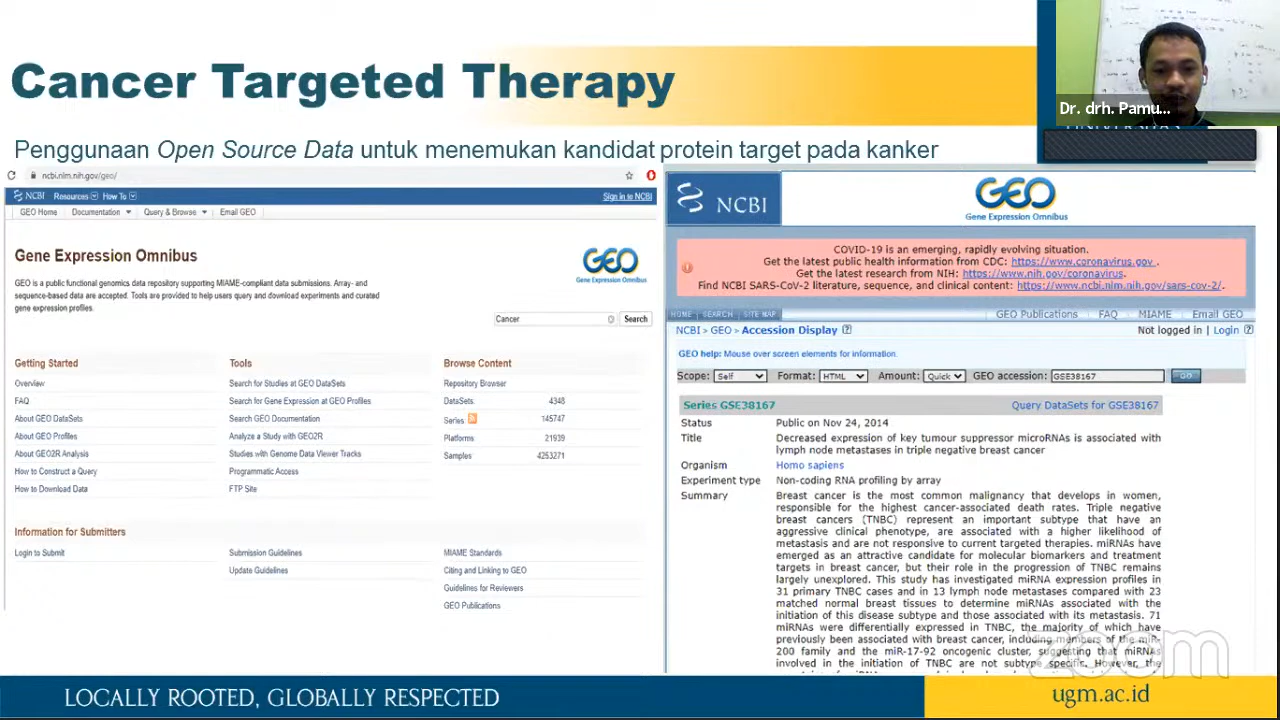 Cancer Targeted Therapy
Dr. drh. Pamu...
Penggunaan Open Source Data untuk menemukan kandidat protein target pada kanker
ncbi.nlm.nih.gov/geo/
NCBI Resources How To Sign in to NCBI
GEO Home Documentation Query & Browse Email GEO
Gene Expression Omnibus
GEO is a public functional genomics data repository supporting MIAME-compliant data submissions. Array- and
sequence-based data are accepted. Tools are provided to help users query and download experiments and curated
gene expression profiles.
GEO
Gene Expression Omnibus
Cancer Search
Getting Started
Overview
FAQ
About GEO DataSets
About GEO Profiles
About GEO2R Analysis
How to Construct a Query
How to Download Data
Tools
Search for Studies at GEO DataSets
Search for Gene Expression at GEO Profiles
Search GEO Documentation
Analyze a Study with GEO2R
Studies with Genome Data Viewer Tracks
Programmatic Access
FTP Site
Browse Content
Repository Browser
DataSets: 4348
Series 145747
Platforms 21939
Samples 4253271
Information for Submitters
Login to Submit
Submission Guidelines
Update Guidelines
MIAME Standards
Citing and Linking to GEO
Guidelines for Reviewers
GEO Publications
NCBI
GEO
Gene Expression Omnibus
COVID-19 is an emerging, rapidly evolving situation.
Get the latest public health information from CDC: https://www.coronavirus.gov .
Get the latest research from NIH: https://www.nih.gov/coronavirus.
Find NCBI SARS-CoV-2 literature, sequence, and clinical content: https://www.ncbi.nlm.nih.gov/sars-cov-2/.
HOME SEARCH SITE MAP GEO Publications FAQ MIAME Email GEO
NCBI > GEO > Accession Display Not logged in | Login
GEO help: Mouse over screen elements for information.
Scope: Self Format: HTML Amount: Quick GEO accession: GSE38167 GO
Series GSE38167 Query DataSets for GSE38167
Status Public on Nov 24, 2014
Title Decreased expression of key tumour suppressor microRNAs is associated with
lymph node metastases in triple negative breast cancer
Organism Homo sapiens
Experiment type Non-coding RNA profiling by array
Summary Breast cancer is the most common malignancy that develops in women,
responsible for the highest cancer-associated death rates. Triple negative
breast cancers (TNBC) represent an important subtype that have an
aggressive clinical phenotype, are associated with a higher likelihood of
metastasis and are not responsive to current targeted therapies. miRNAs have
emerged as an attractive candidate for molecular biomarkers and treatment
targets in breast cancer, but their role in the progression of TNBC remains
largely unexplored. This study has investigated miRNA expression profiles in
31 primary TNBC cases and in 13 lymph node metastases compared with 23
matched normal breast tissues to determine miRNAs associated with the
initiation of this disease subtype and those associated with its metastasis. 71
miRNAs were differentially expressed in TNBC, the majority of which have
previously been associated with breast cancer, including members of the miR-
200 family and the miR-17-92 oncogenic cluster, suggesting that miRNAs
involved in the initiation of TNBC are not subtype specific. However, the
zoom
LOCALLY ROOTED, GLOBALLY RESPECTED
ugm.ac.id